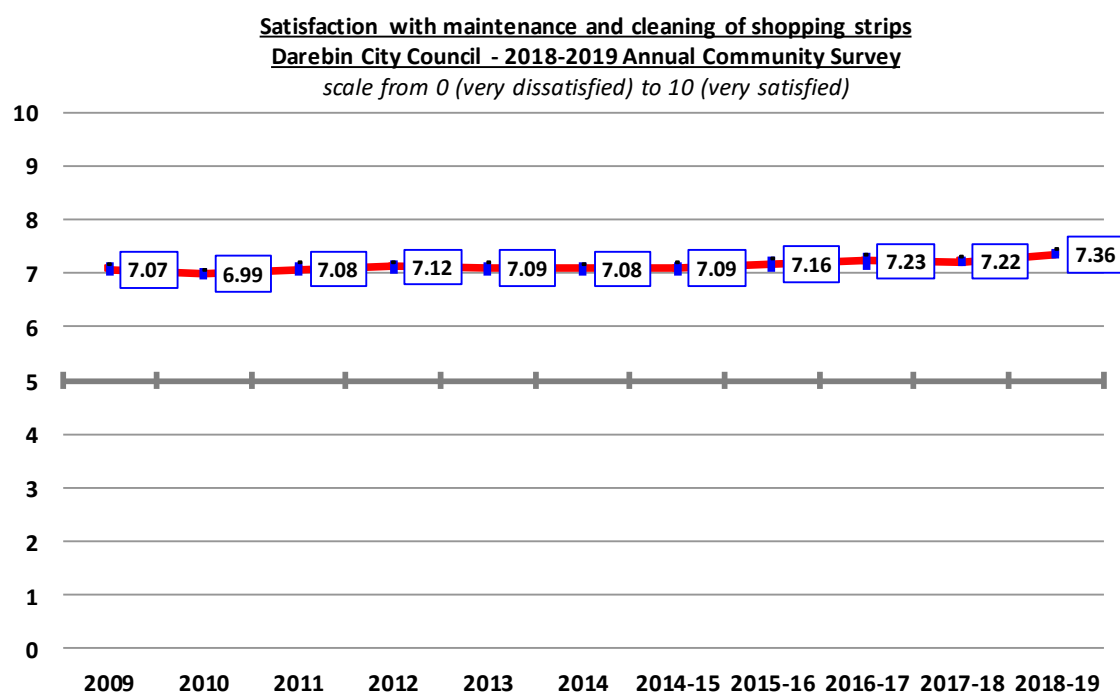 Satisfaction with maintenance and cleaning of shopping strips
Darebin City Council - 2018-2019 Annual Community Survey
scale from 0 (very dissatisfied) to 10 (very satisfied)
10
9
8
7
6
5
4
3
2
1
0
7.07 6.99 7.08 7.12 7.09 7.08 7.09 7.16 7.23 7.22 7.36
2009 2010 2011 2012 2013 2014 2014-15 2015-16 2016-17 2017-18 2018-19